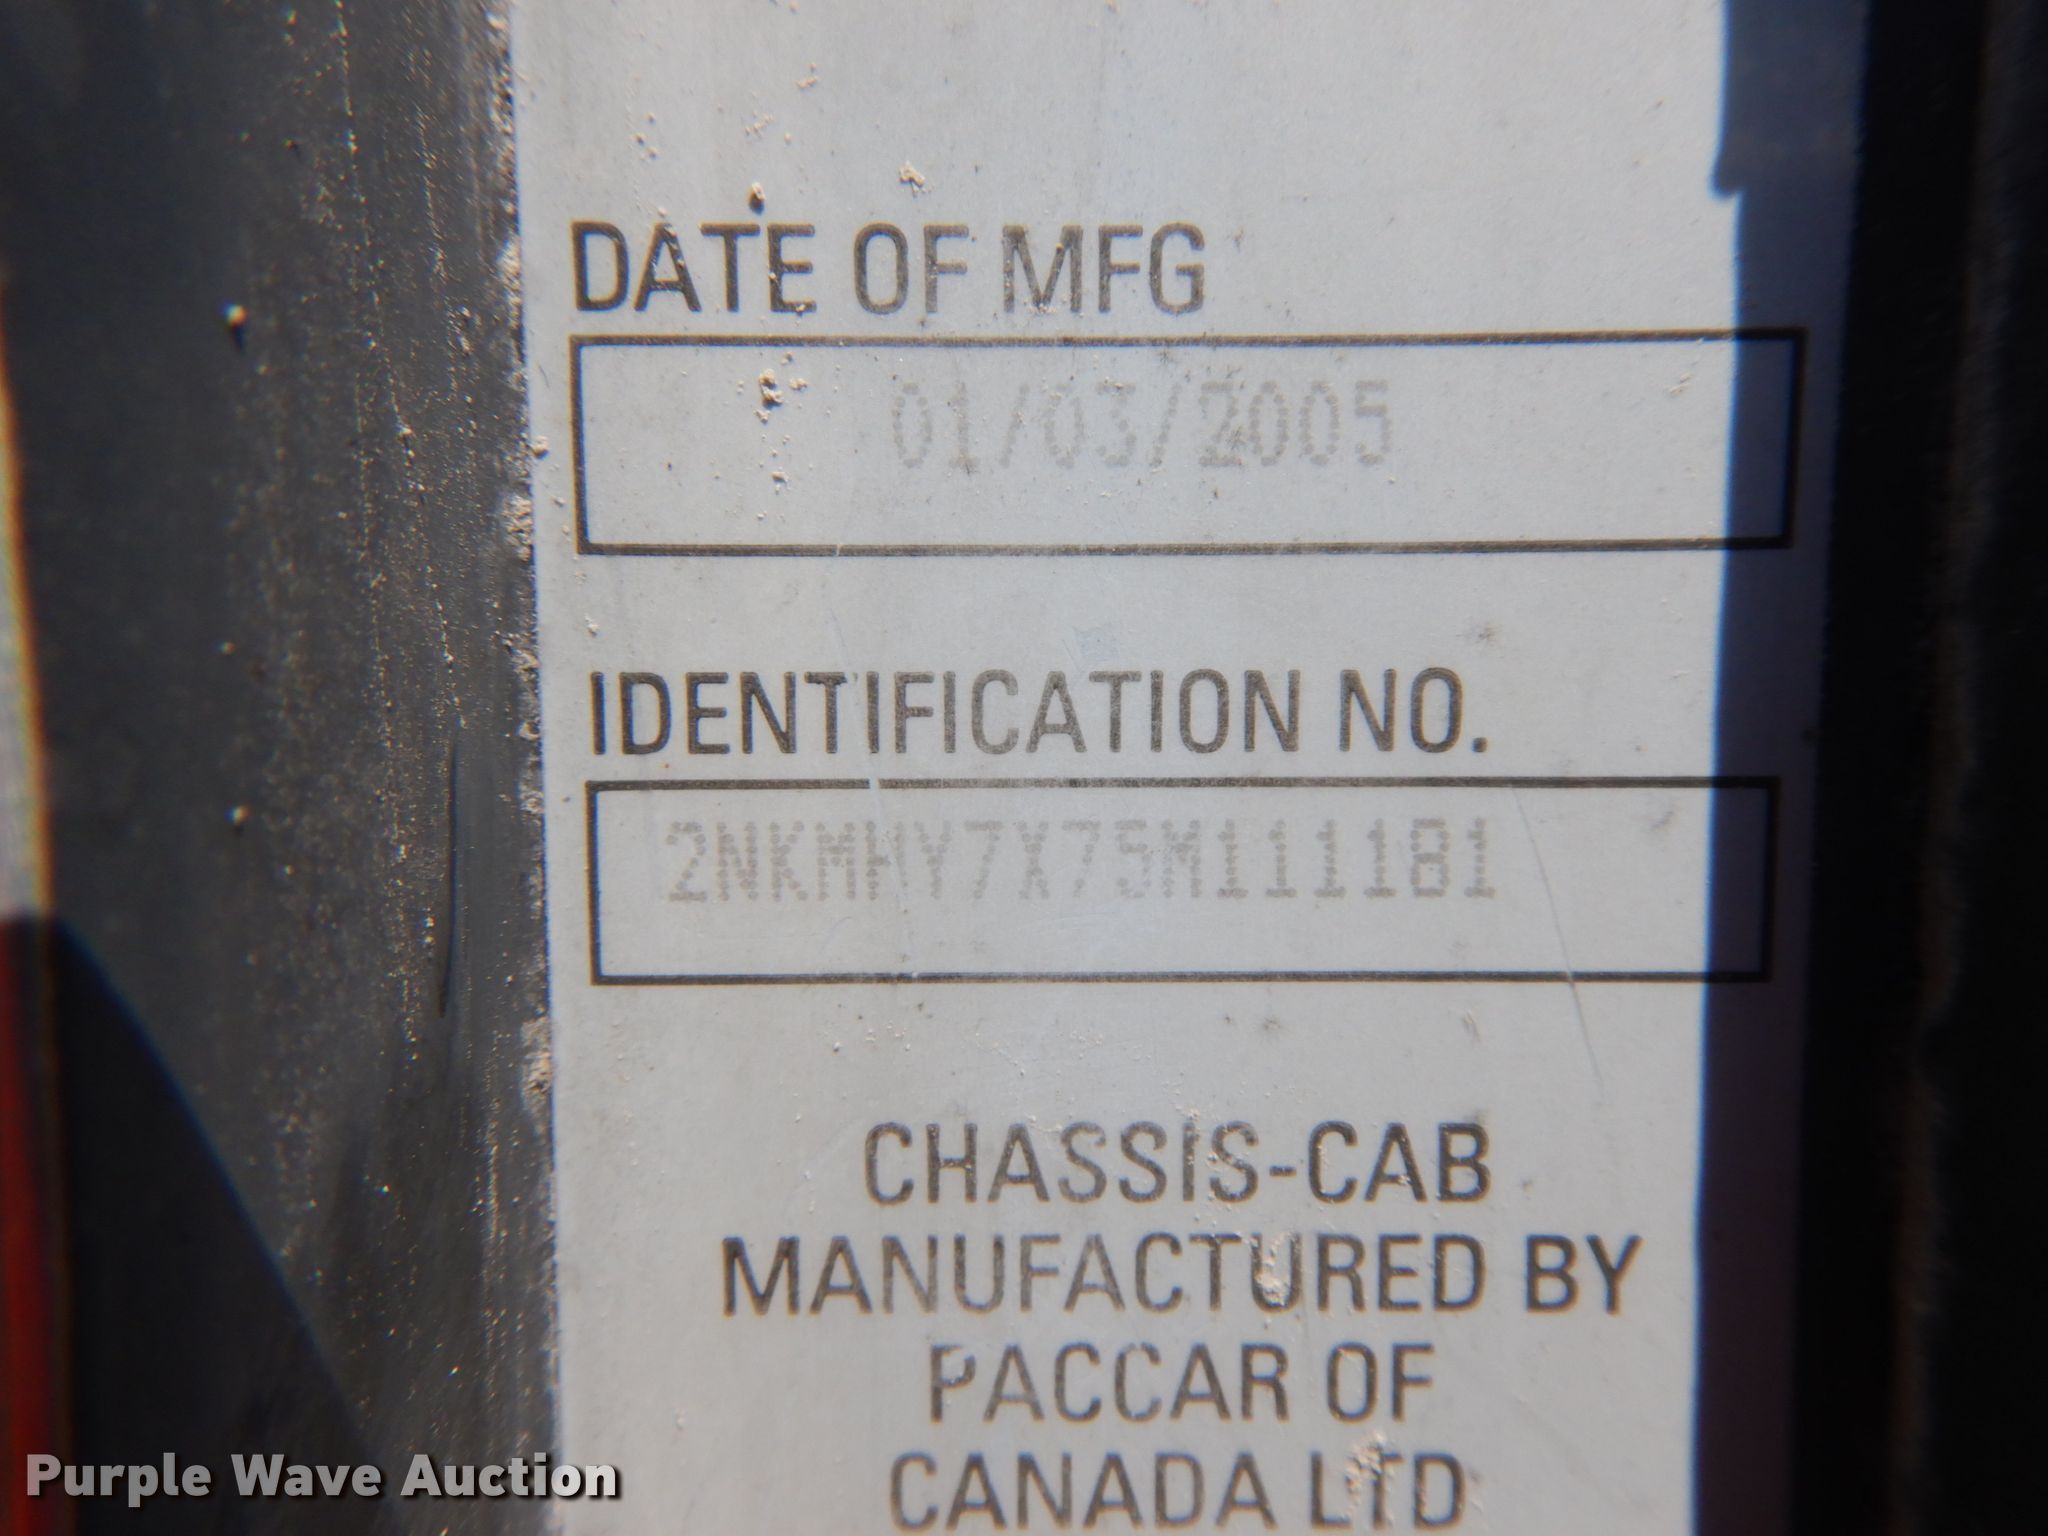 DATE OF MFG
01/03/2005
IDENTIFICATION NO.
2NKMHY7X75M111181
CHASSIS-CAB
MANUFACTURED BY
PACCAR OF
CANADA LTD
Purple Wave Auction